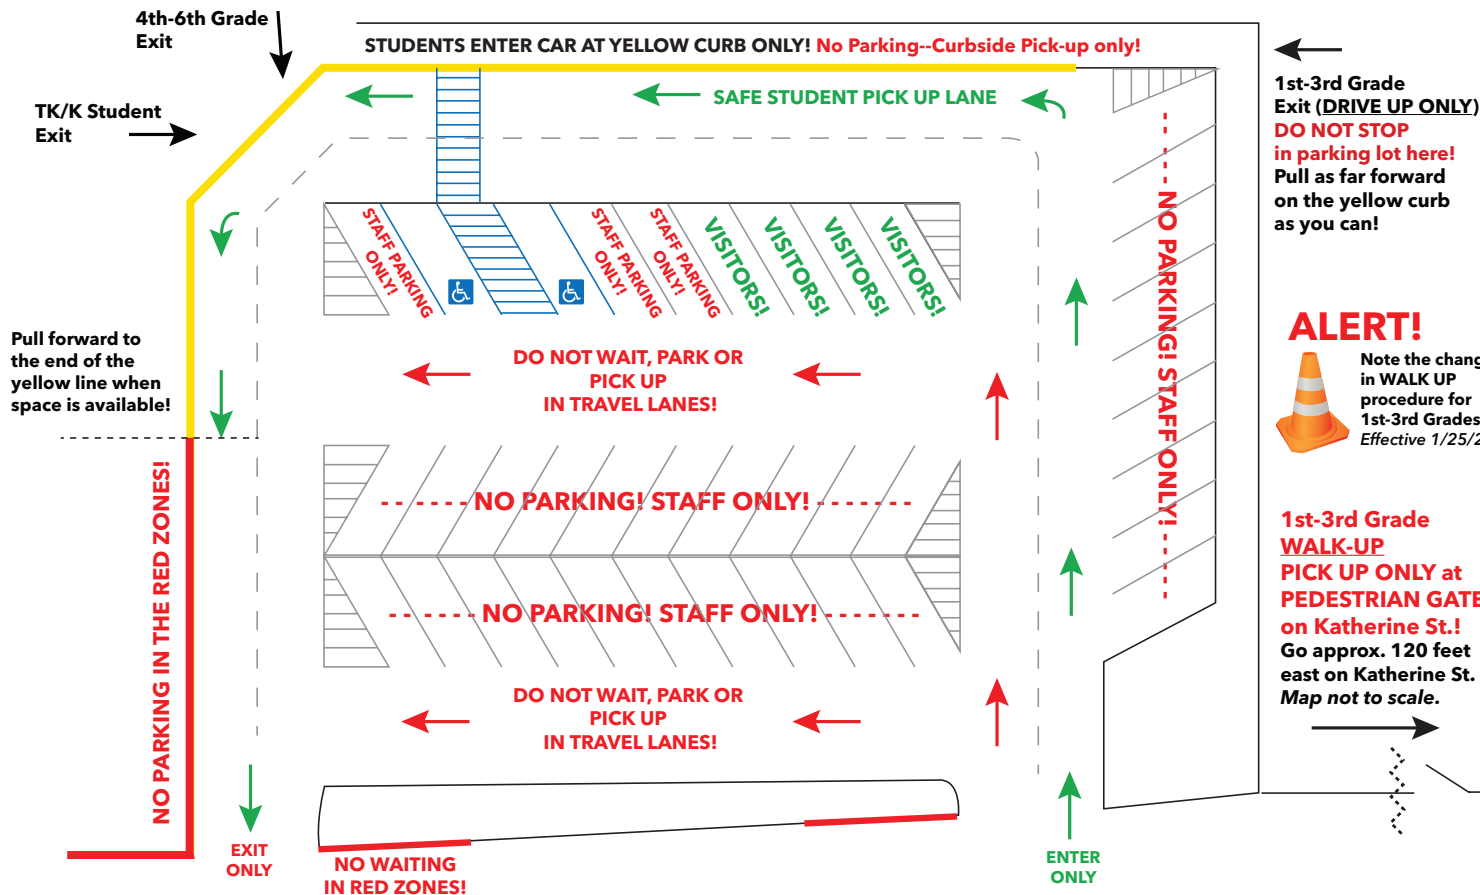 4th-6th Grade
Exit
STUDENTS ENTER CAR AT YELLOW CURB ONLY! No Parking--Curbside Pick-up only!
TK/K Student
Exit
SAFE STUDENT PICK UP LANE
1st-3rd Grade
Exit (DRIVE UP ONLY)
DO NOT STOP
in parking lot here!
Pull as far forward
on the yellow curb
as you can!
STAFF PARKING
ONLY!
STAFF PARKING
ONLY!
STAFF PARKING
ONLY!
VISITORS!
VISITORS!
VISITORS!
VISITORS!
NO PARKING! STAFF ONLY!
Pull forward to
the end of the
yellow line when
space is available!
DO NOT WAIT, PARK OR
PICK UP
IN TRAVEL LANES!
ALERT!
Note the chang
in WALK UP
procedure for
1st-3rd Grades
Effective 1/25/2
NO PARKING IN THE RED ZONES!
NO PARKING! STAFF ONLY!
NO PARKING! STAFF ONLY!
1st-3rd Grade
WALK-UP
PICK UP ONLY at
PEDESTRIAN GATE
on Katherine St.!
Go approx. 120 feet
east on Katherine St.
Map not to scale.
DO NOT WAIT, PARK OR
PICK UP
IN TRAVEL LANES!
EXIT
ONLY
NO WAITING
IN RED ZONES!
ENTER
ONLY